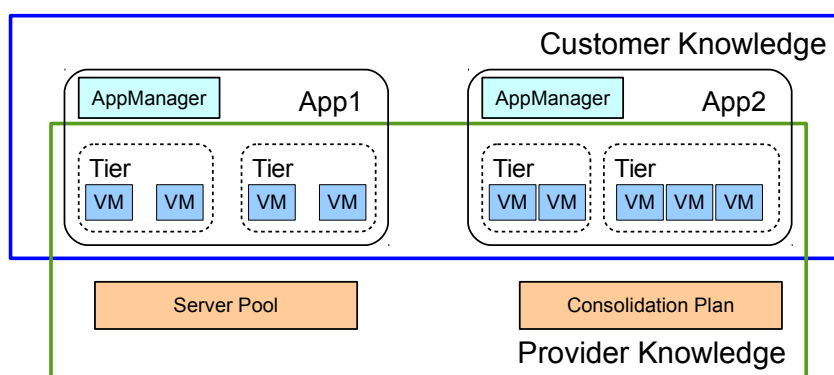 Customer Knowledge
AppManager
App1
AppManager
App2
Tier
Tier
Tier
Tier
VM
VM
VM
VM
VM
VM
VM
VM
VM
Server Pool
Consolidation Plan
Provider Knowledge